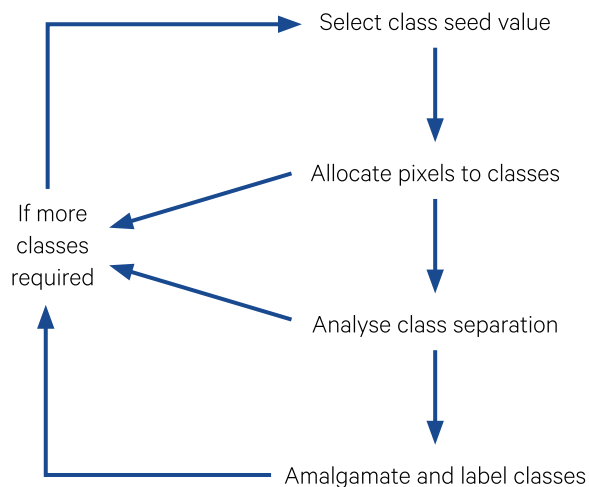 Select class seed value
Allocate pixels to classes
If more
classes
required
Analyse class separation
Amalgamate and label classes